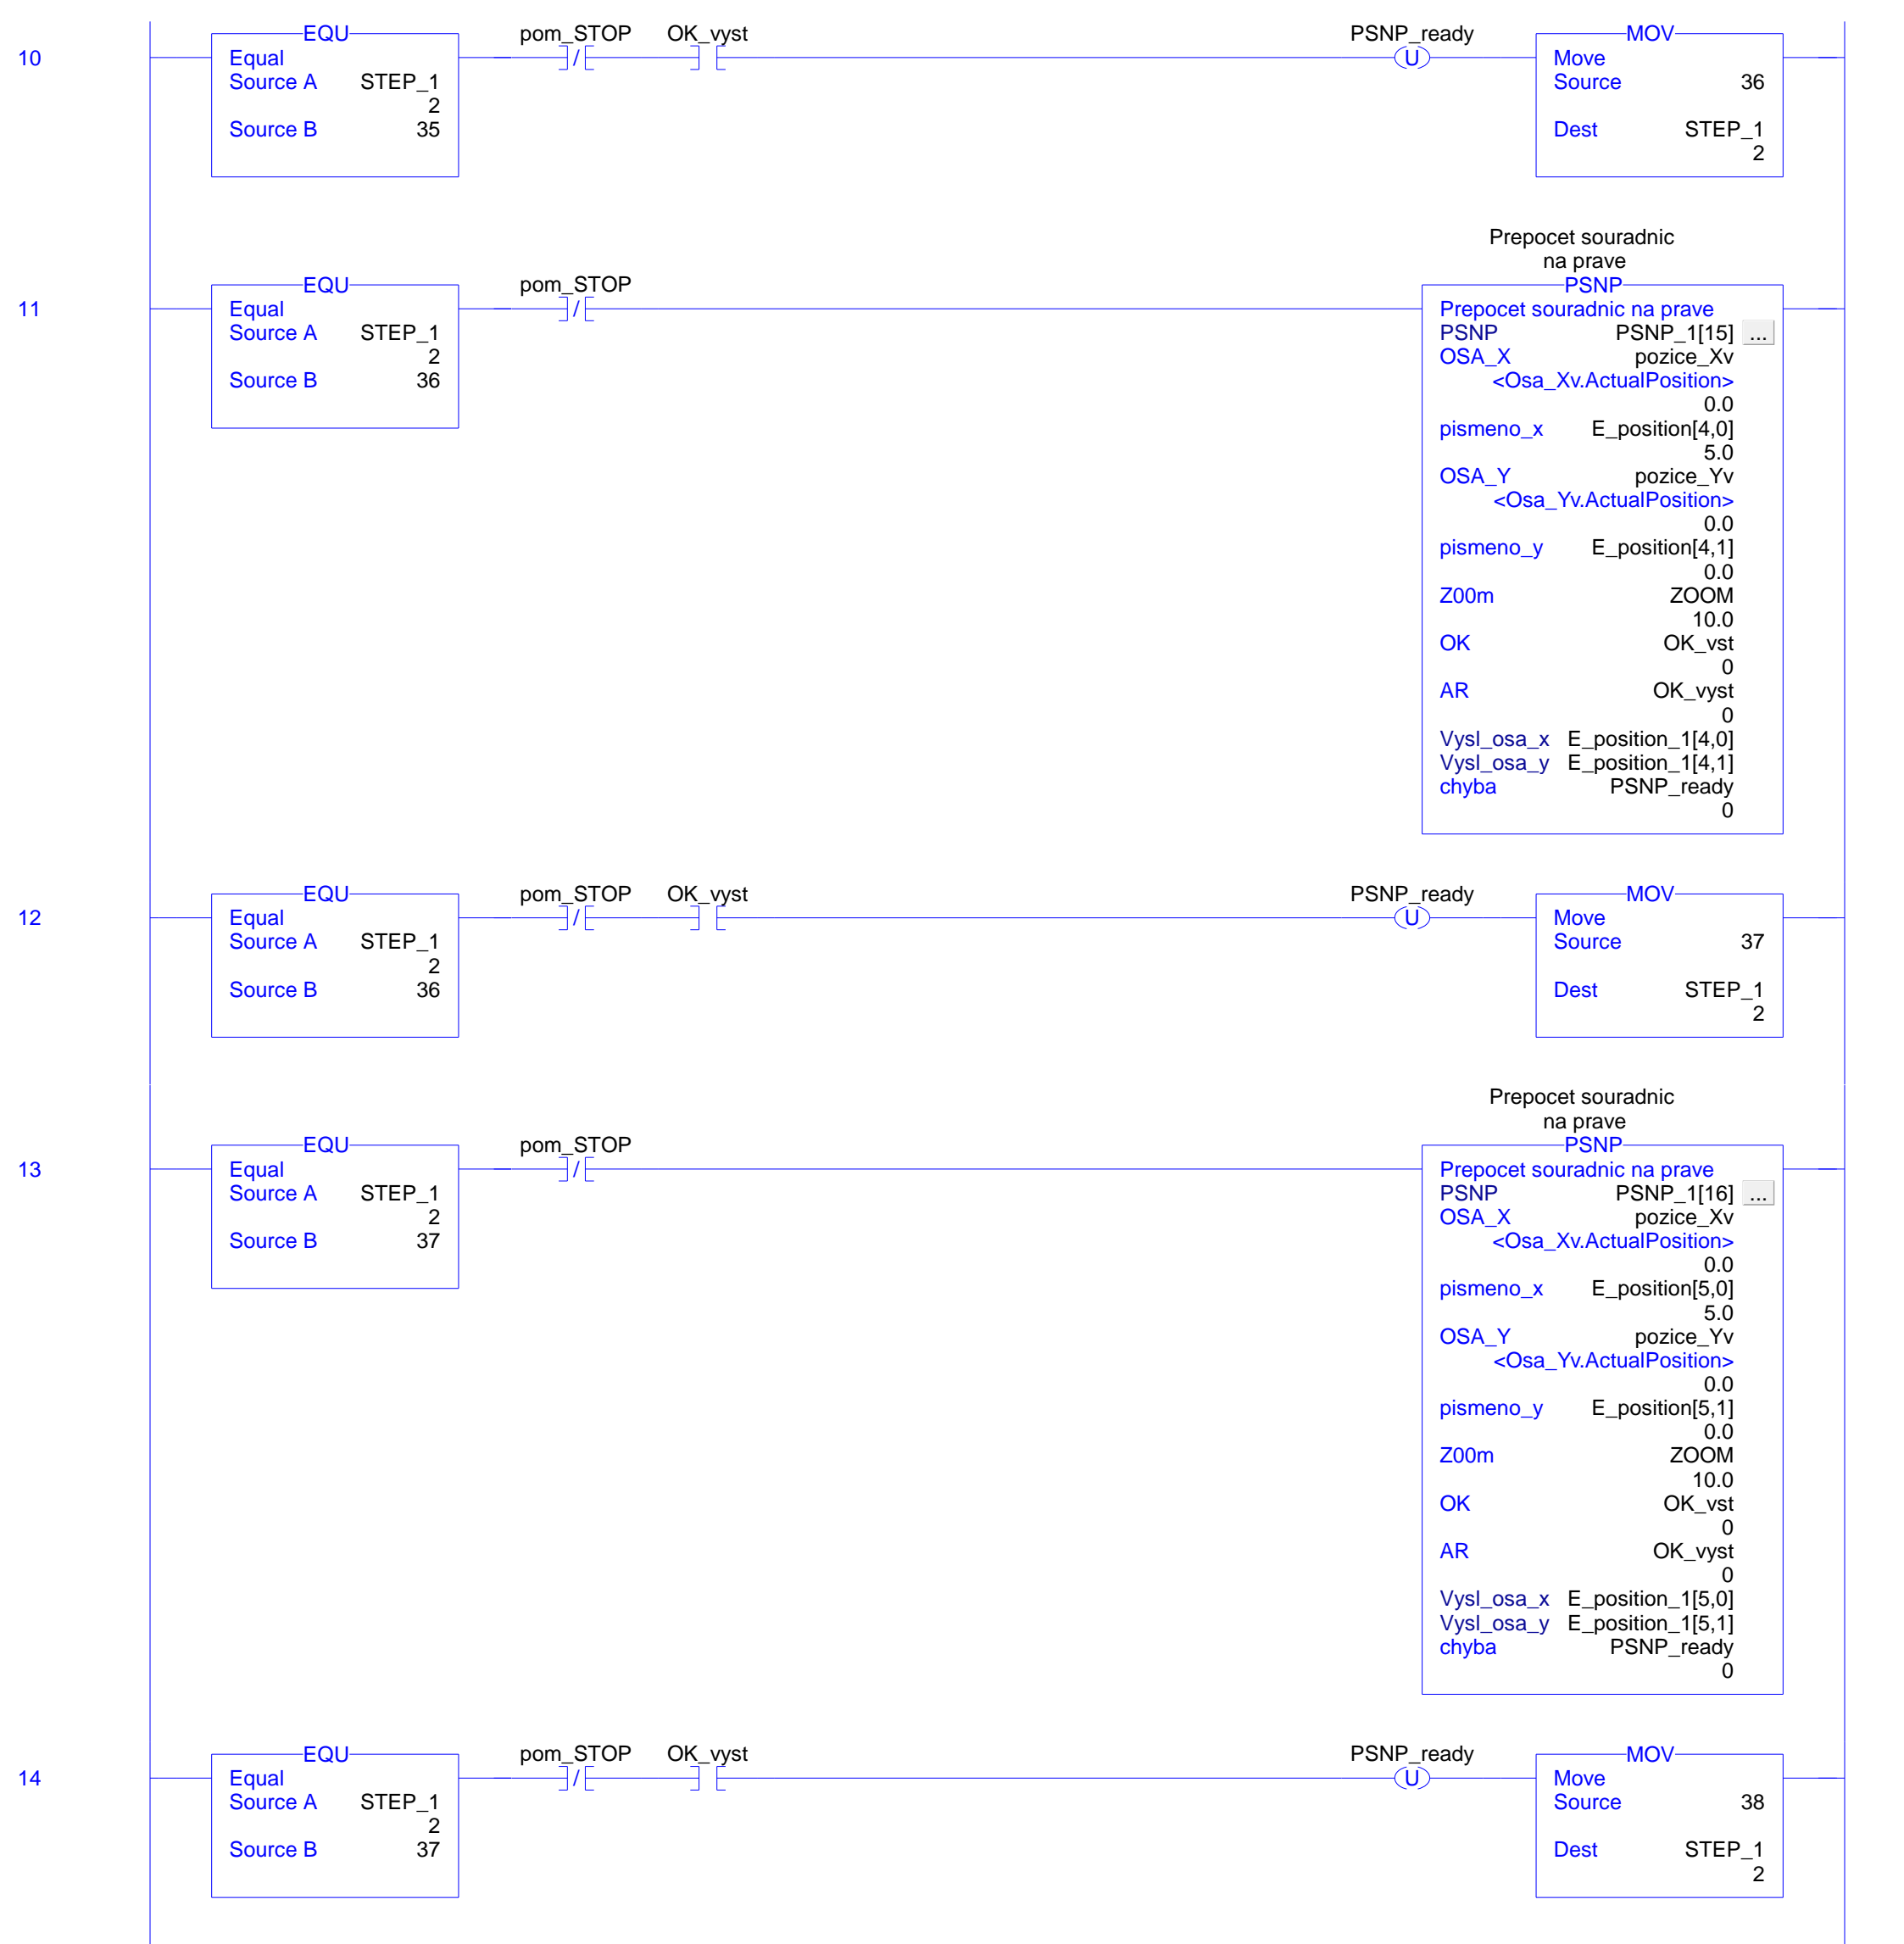 EQU pom_STOP OK_vyst PSNP_ready MOV
10 Equal / U Move
Source A STEP_1 Source 36
2
Source B 35 Dest STEP_1
2
Prepocet souradnic
na prave
EQU pom_STOP PSNP
11 Equal / Prepocet souradnic na prave
Source A STEP_1 PSNP PSNP_1[15] ...
2 OSA_X pozice_Xv
Source B 36 <Osa_Xv.ActualPosition>
0.0
pismeno_x E_position[4,0]
5.0
OSA_Y pozice_Yv
<Osa_Yv.ActualPosition>
0.0
pismeno_y E_position[4,1]
0.0
Z00m ZOOM
10.0
OK OK_vst
0
AR OK_vyst
0
Vysl_osa_x E_position_1[4,0]
Vysl_osa_y E_position_1[4,1]
chyba PSNP_ready
0
EQU pom_STOP OK_vyst PSNP_ready MOV
12 Equal / U Move
Source A STEP_1 Source 37
2
Source B 36 Dest STEP_1
2
Prepocet souradnic
na prave
EQU pom_STOP PSNP
13 Equal / Prepocet souradnic na prave
Source A STEP_1 PSNP PSNP_1[16] ...
2 OSA_X pozice_Xv
Source B 37 <Osa_Xv.ActualPosition>
0.0
pismeno_x E_position[5,0]
5.0
OSA_Y pozice_Yv
<Osa_Yv.ActualPosition>
0.0
pismeno_y E_position[5,1]
0.0
Z00m ZOOM
10.0
OK OK_vst
0
AR OK_vyst
0
Vysl_osa_x E_position_1[5,0]
Vysl_osa_y E_position_1[5,1]
chyba PSNP_ready
0
EQU pom_STOP OK_vyst PSNP_ready MOV
14 Equal / U Move
Source A STEP_1 Source 38
2
Source B 37 Dest STEP_1
2